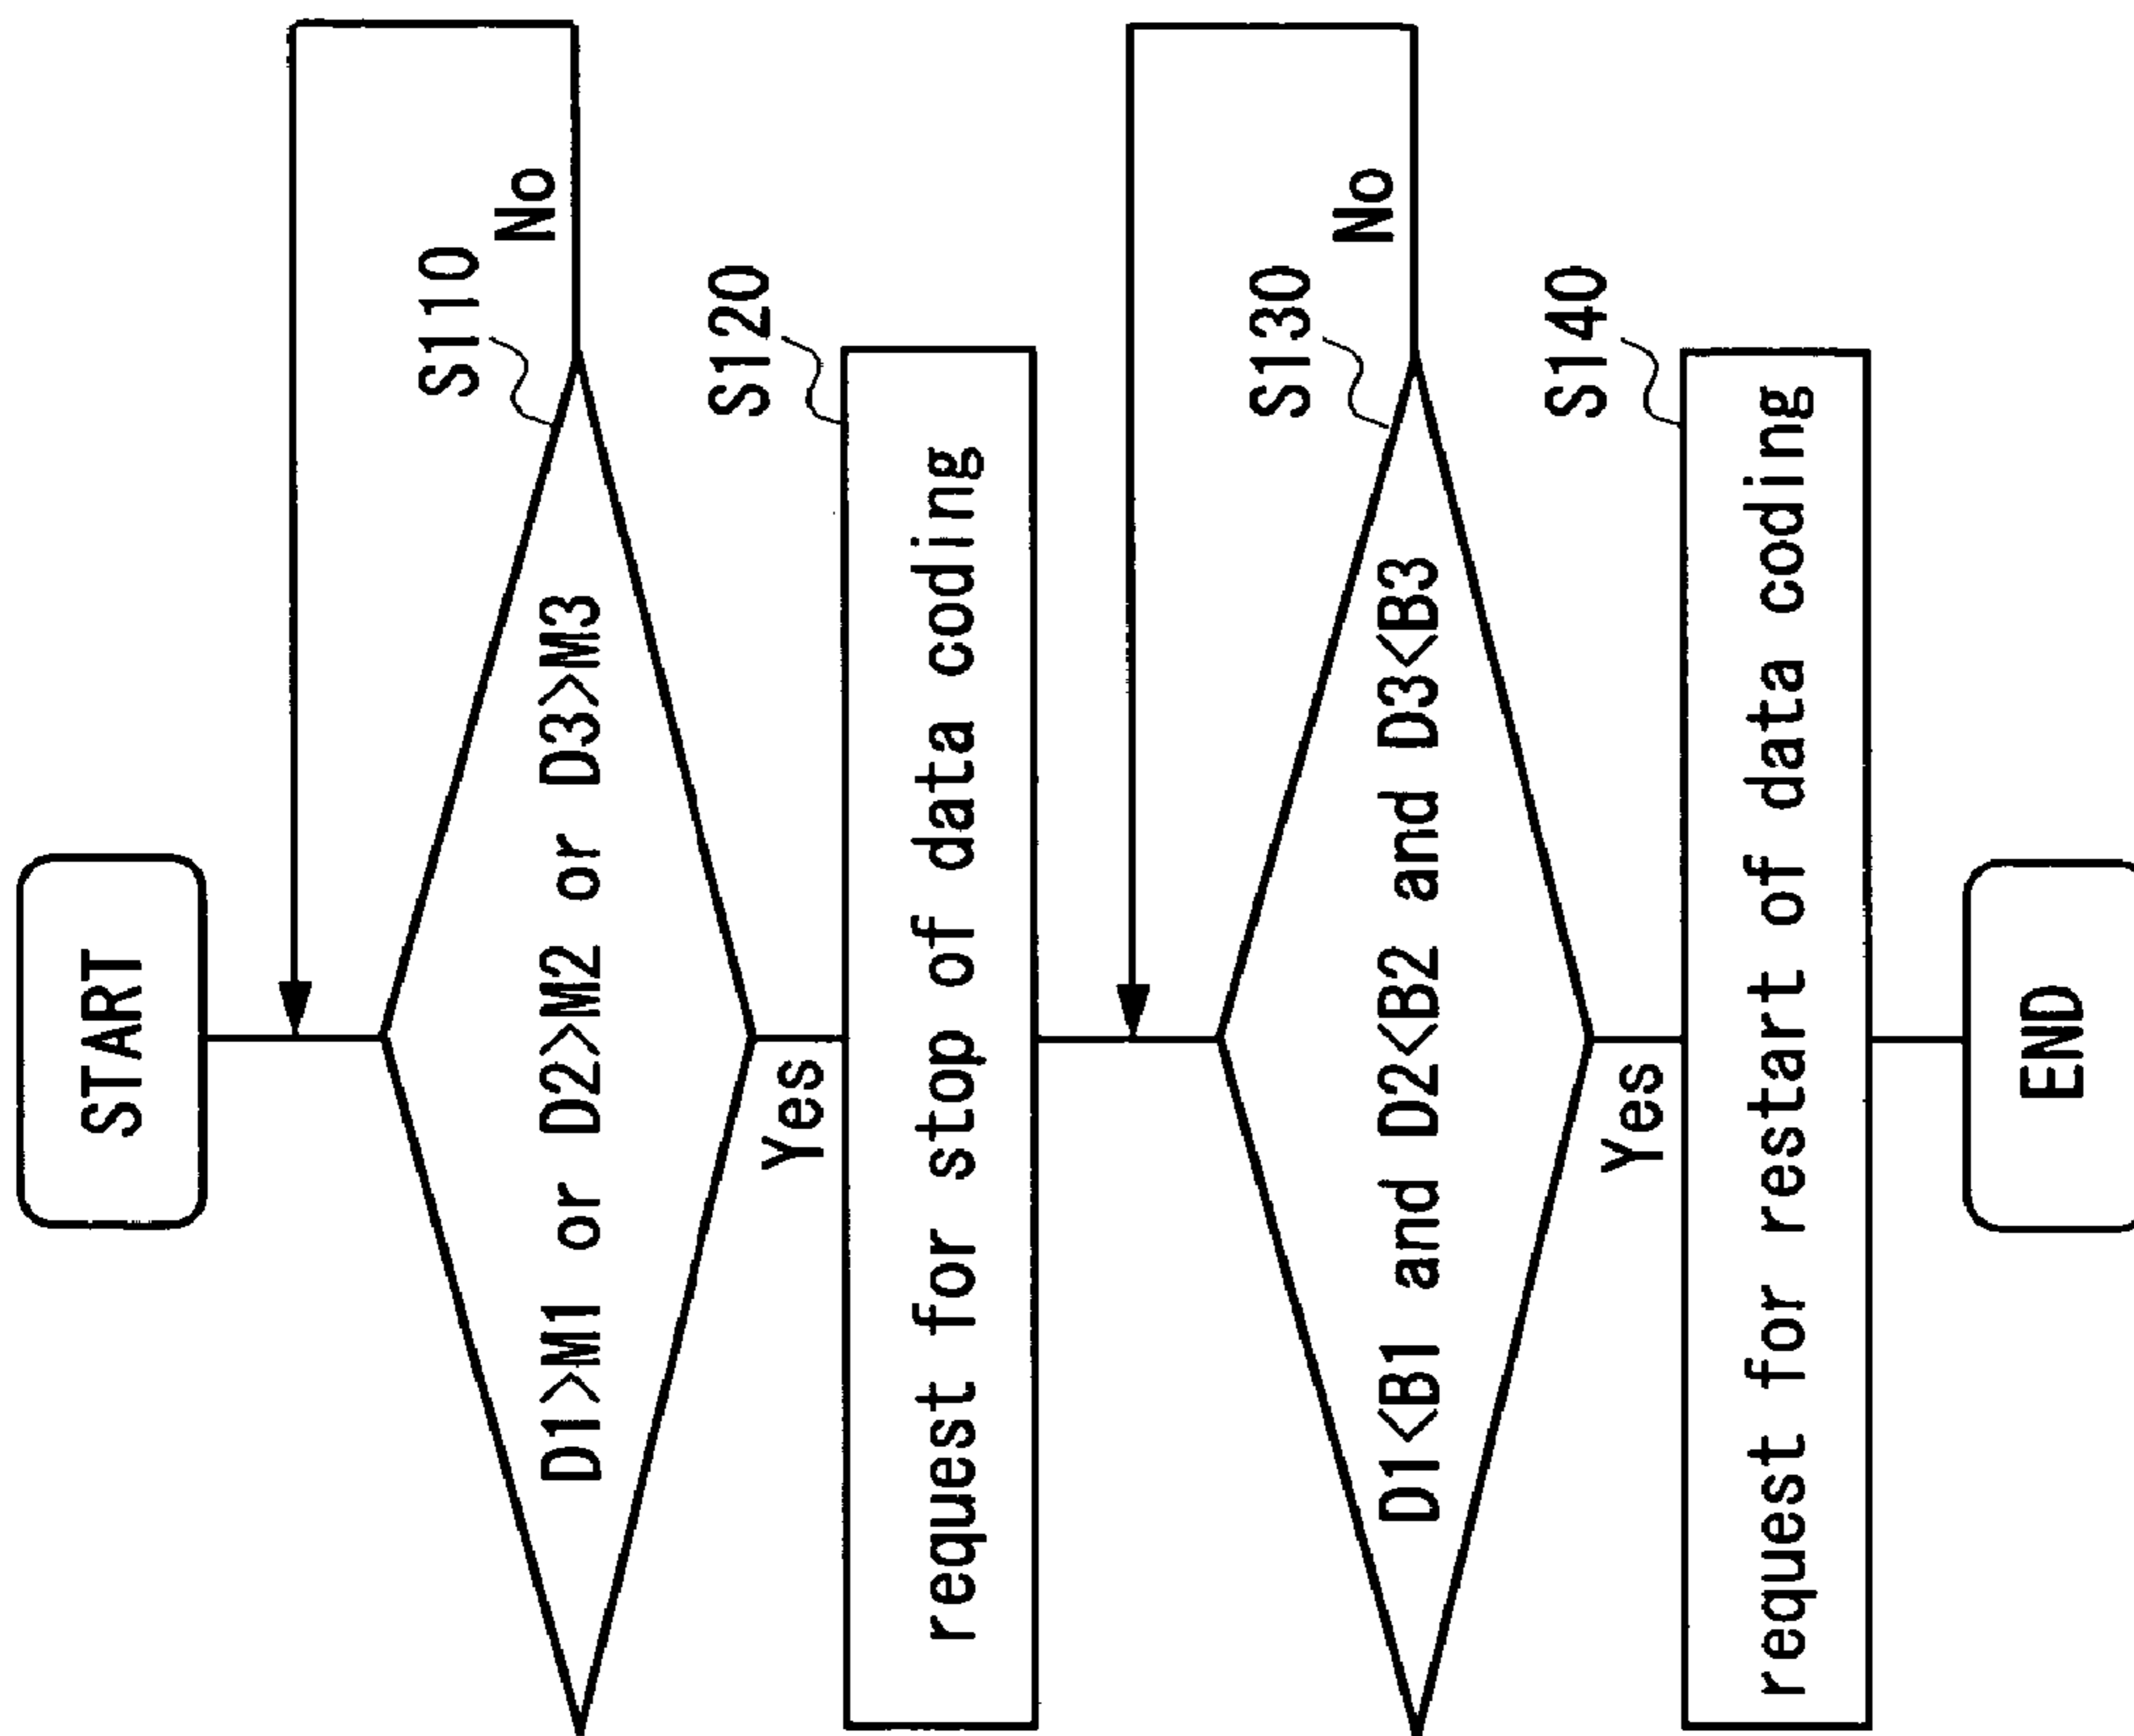 START
D1>M1 or D2>M2 or D3>M3
S110
No
Yes
S120
request for stop of data coding
D1<B1 and D2<B2 and D3<B3
S130
No
Yes
S140
request for restart of data coding
END